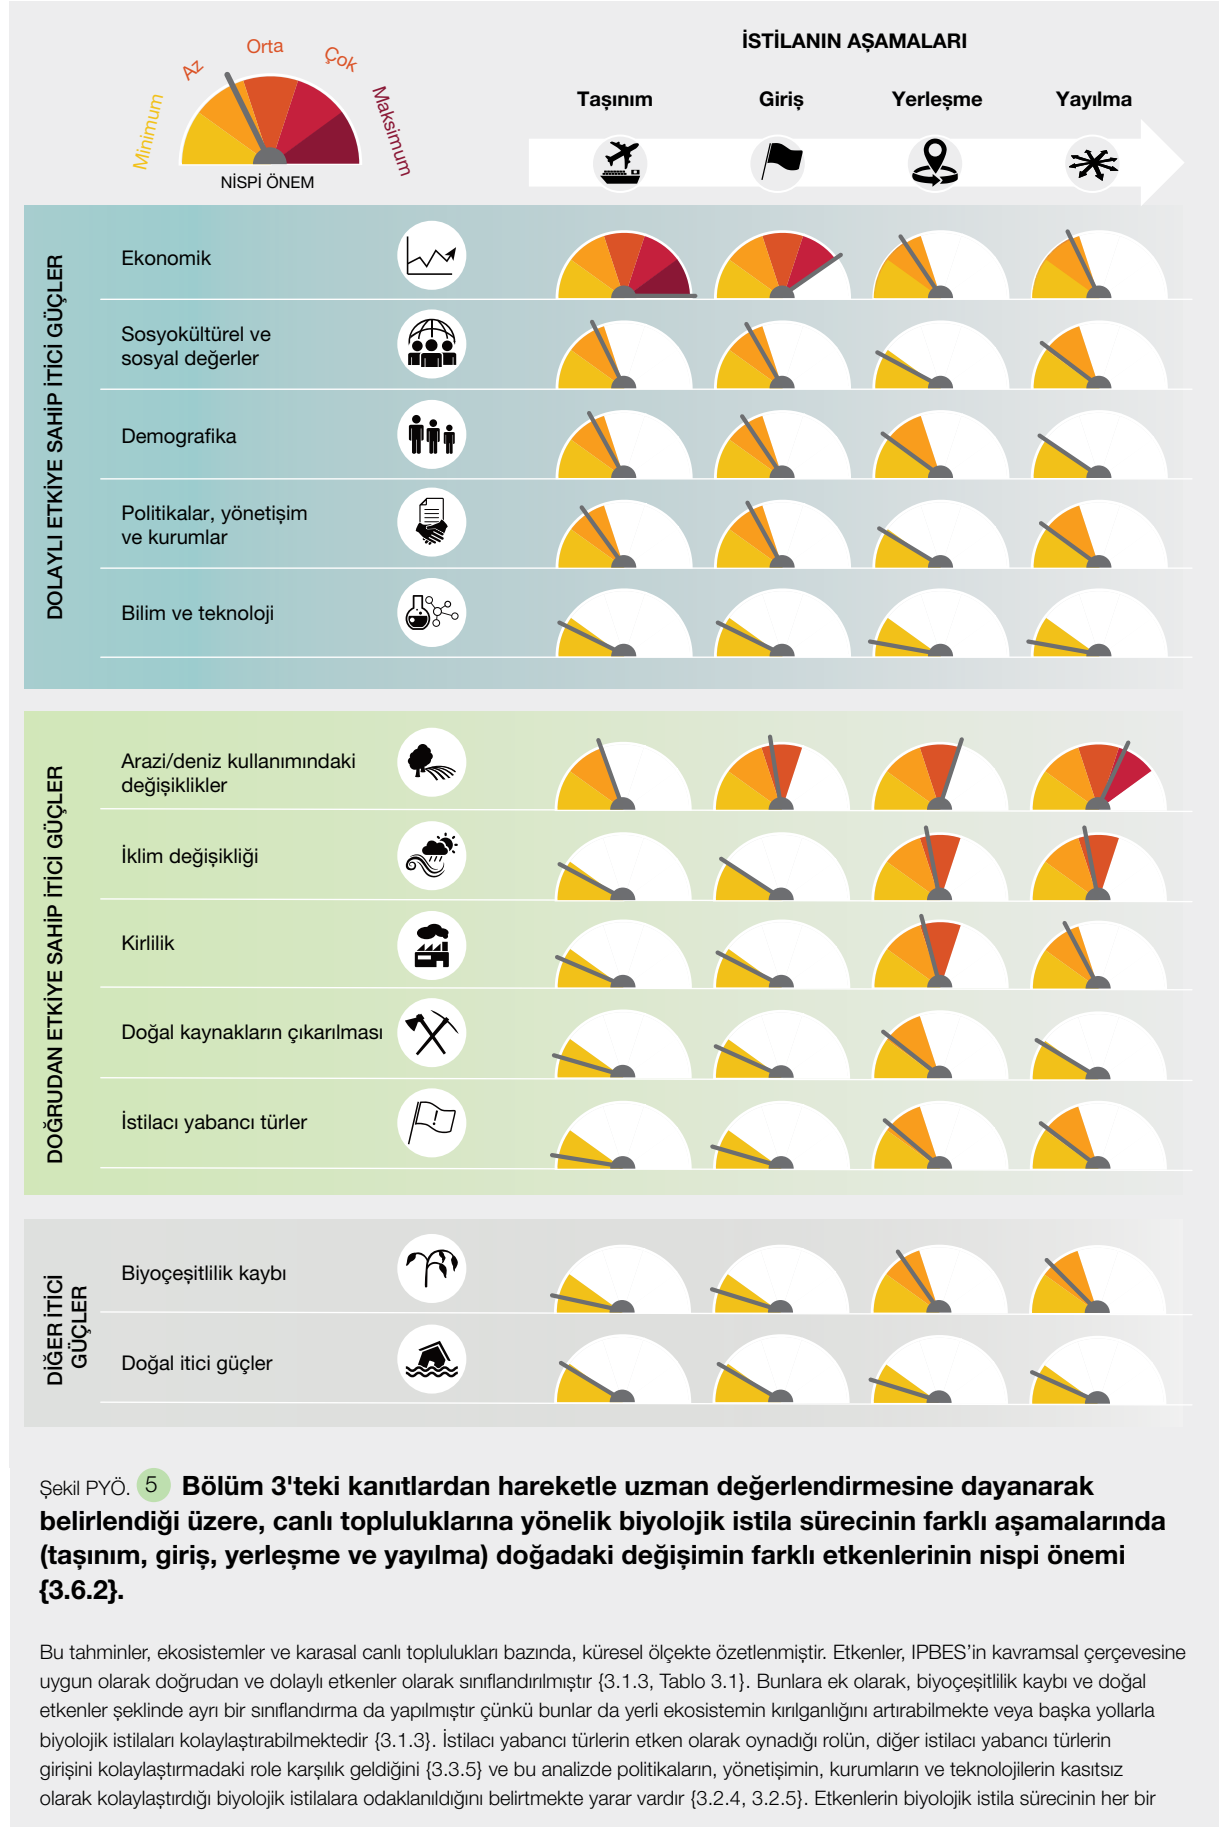 Minimum
Az
Orta
Çok
Maksimum
NİSPİ ÖNEM
İSTİLANIN AŞAMALARI
Taşınım
Giriş
Yerleşme
Yayılma
DOLAYLI ETKİYE SAHİP İTİCİ GÜÇLER
Ekonomik
Sosyokültürel ve
sosyal değerler
Demografika
Politikalar, yönetişim
ve kurumlar
Bilim ve teknoloji
DOĞRUDAN ETKİYE SAHİP İTİCİ GÜÇLER
Arazi/deniz kullanımındaki
değişiklikler
İklim değişikliği
Kirlilik
Doğal kaynakların çıkarılması
İstilacı yabancı türler
DİĞER İTİCİ
GÜÇLER
Biyoçeşitlilik kaybı
Doğal itici güçler
Şekil PYÖ. 5 Bölüm 3'teki kanıtlardan hareketle uzman değerlendirmesine dayanarak
belirlendiği üzere, canlı topluluklarına yönelik biyolojik istila sürecinin farklı aşamalarında
(taşınım, giriş, yerleşme ve yayılma) doğadaki değişimin farklı etkenlerinin nispi önemi
{3.6.2}.
Bu tahminler, ekosistemler ve karasal canlı toplulukları bazında, küresel ölçekte özetlenmiştir. Etkenler, IPBES’in kavramsal çerçevesine
uygun olarak doğrudan ve dolaylı etkenler olarak sınıflandırılmıştır {3.1.3, Tablo 3.1}. Bunlara ek olarak, biyoçeşitlilik kaybı ve doğal
etkenler şeklinde ayrı bir sınıflandırma da yapılmıştır çünkü bunlar da yerli ekosistemin kırılganlığını artırabilmekte veya başka yollarla
biyolojik istilaları kolaylaştırabilmektedir {3.1.3}. İstilacı yabancı türlerin etken olarak oynadığı rolün, diğer istilacı yabancı türlerin
girişini kolaylaştırmadaki role karşılık geldiğini {3.3.5} ve bu analizde politikaların, yönetişimin, kurumların ve teknolojilerin kasıtsız
olarak kolaylaştırdığı biyolojik istilalara odaklanıldığını belirtmekte yarar vardır {3.2.4, 3.2.5}. Etkenlerin biyolojik istila sürecinin her bir